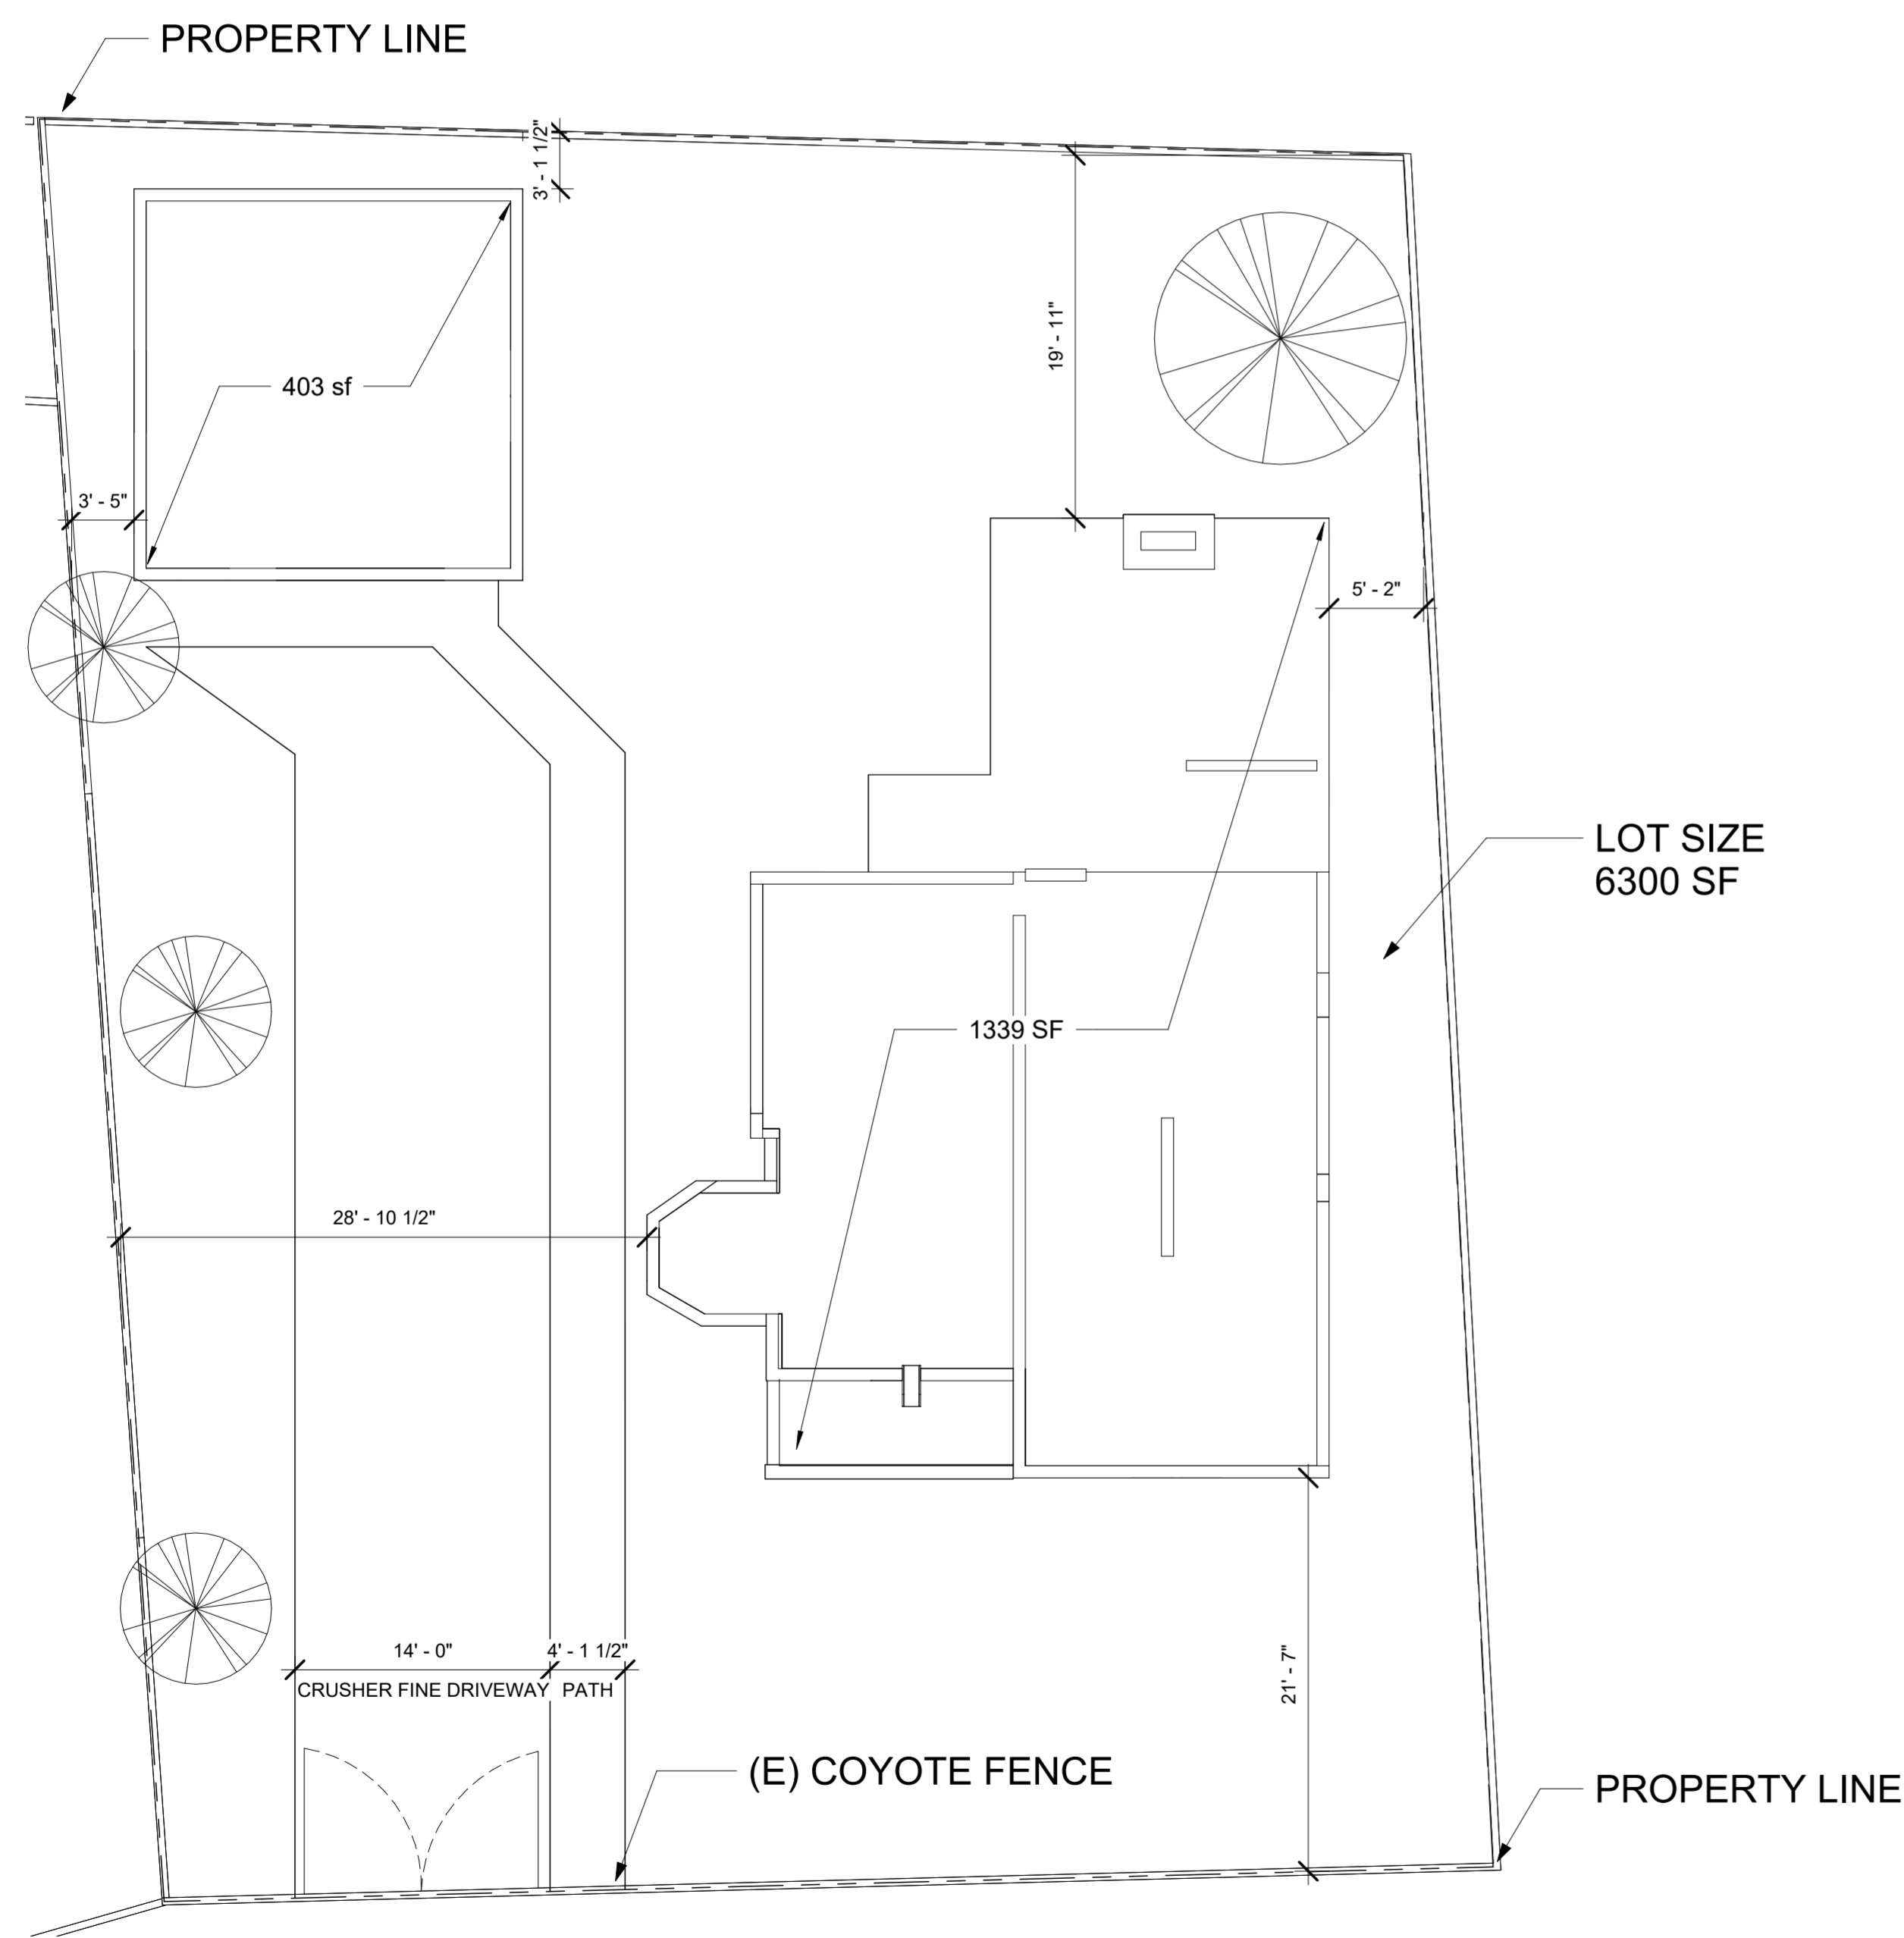 PROPERTY LINE
3' - 1 1/2"
19' - 11"
403 sf
3' - 5"
5' - 2"
LOT SIZE
6300 SF
1339 SF
28' - 10 1/2"
14' - 0"
4' - 1 1/2"
21' - 7"
CRUSHER FINE DRIVEWAY
PATH
(E) COYOTE FENCE
PROPERTY LINE